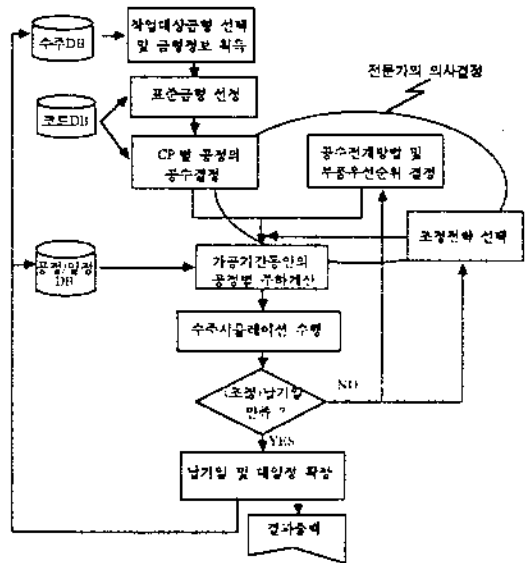 수주DB
작업대상금형 선택
및 금형정보 획득
전문가의 의사결정
표준금형 선정
코드DB
CP별 공정의
공수결정
공수전개방법 및
부품우선순위 결정
조정전략 선택
공정/일정
DB
가공기간동안의
공정별 부하계산
수주시뮬레이션 수행
(조정)납기일
만족 ?
NO
YES
납기일 및 대일정 확정
결과출력